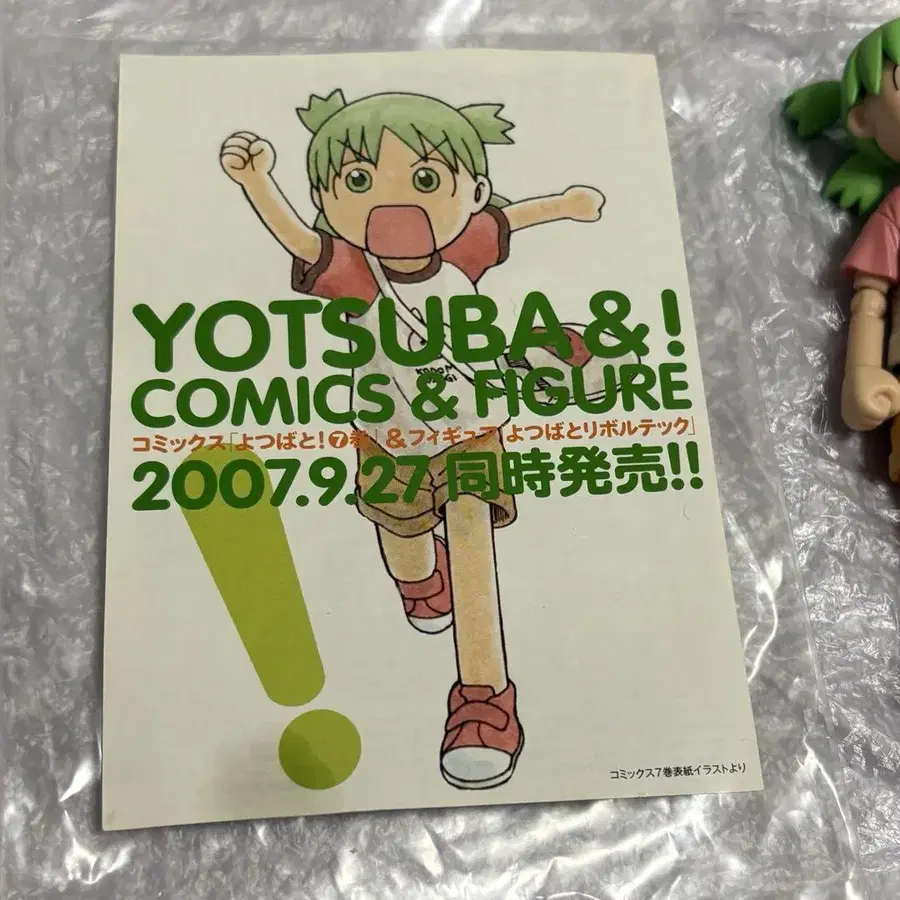 YOTSUBA &!
COMICS & FIGURE
コミックス「よつばと!⑦巻」&フィギュア「よつばとリボルテック」
2007.9.27 同時発売!!
コミックス7巻表紙イラストより